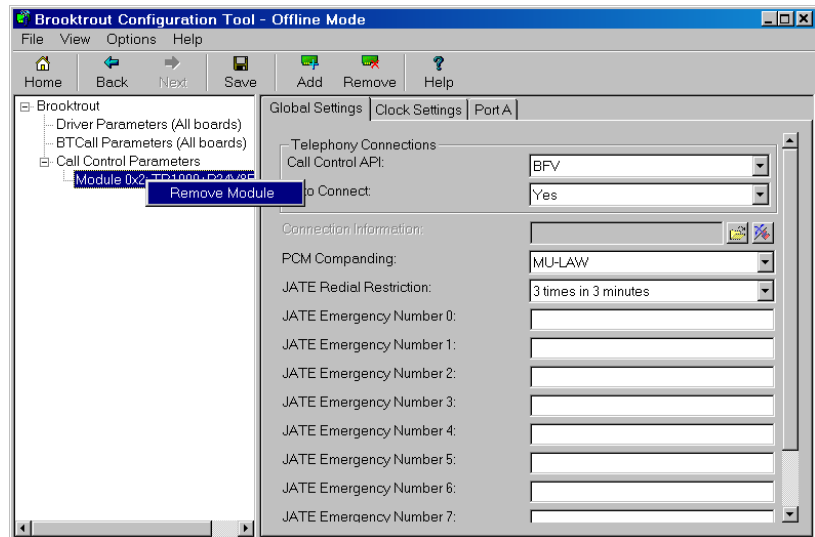 Brooktrout Configuration Tool - Offline Mode
File View Options Help
Home Back Next Save Add Remove Help
Brooktrout
Driver Parameters (All boards)
BTCall Parameters (All boards)
Call Control Parameters
Module 0x2:
Remove Module
Global Settings Clock Settings Port A
Telephony Connections
Call Control API: BFV
to Connect: Yes
Connection Information:
PCM Companding: MU-LAW
JATE Redial Restriction: 3 times in 3 minutes
JATE Emergency Number 0:
JATE Emergency Number 1:
JATE Emergency Number 2:
JATE Emergency Number 3:
JATE Emergency Number 4:
JATE Emergency Number 5:
JATE Emergency Number 6:
JATE Emergency Number 7: